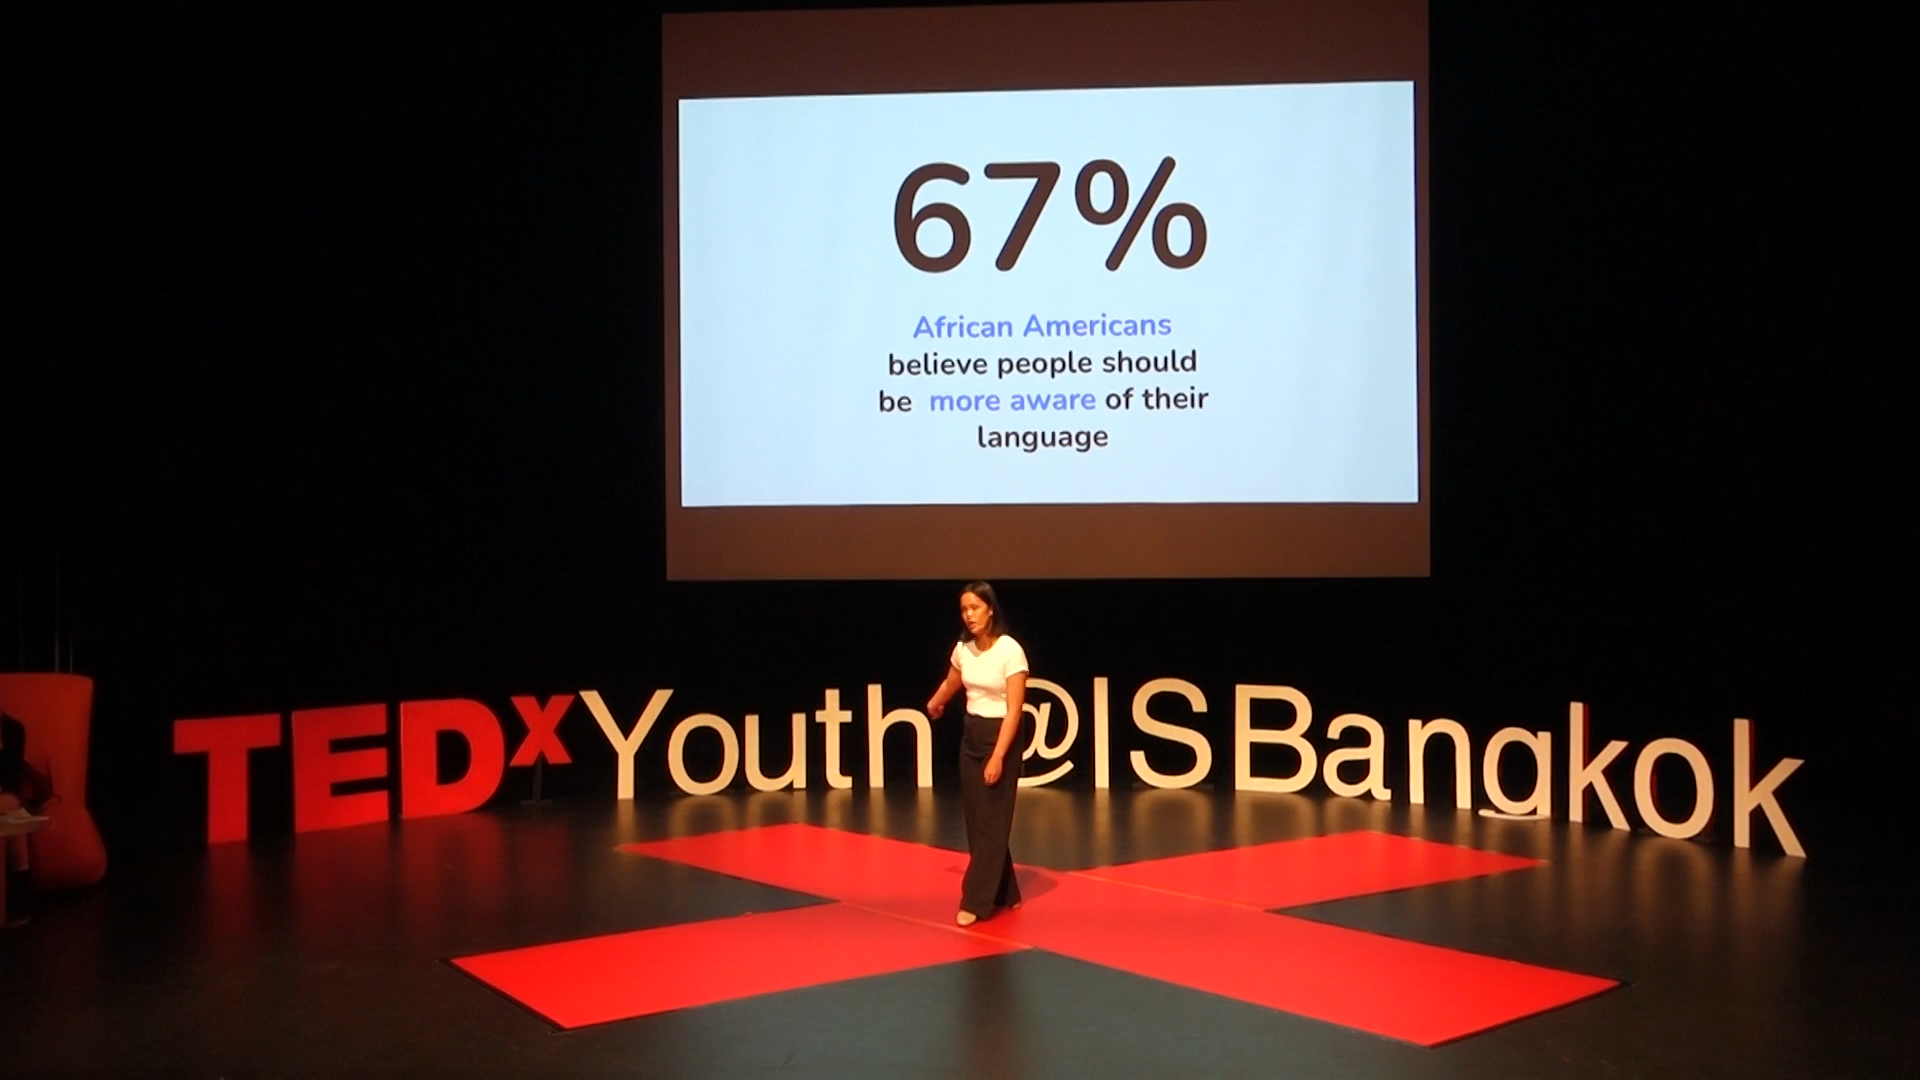 67%
African Americans
believe people should
be more aware of their
language
TEDxYouth@ISBangkok